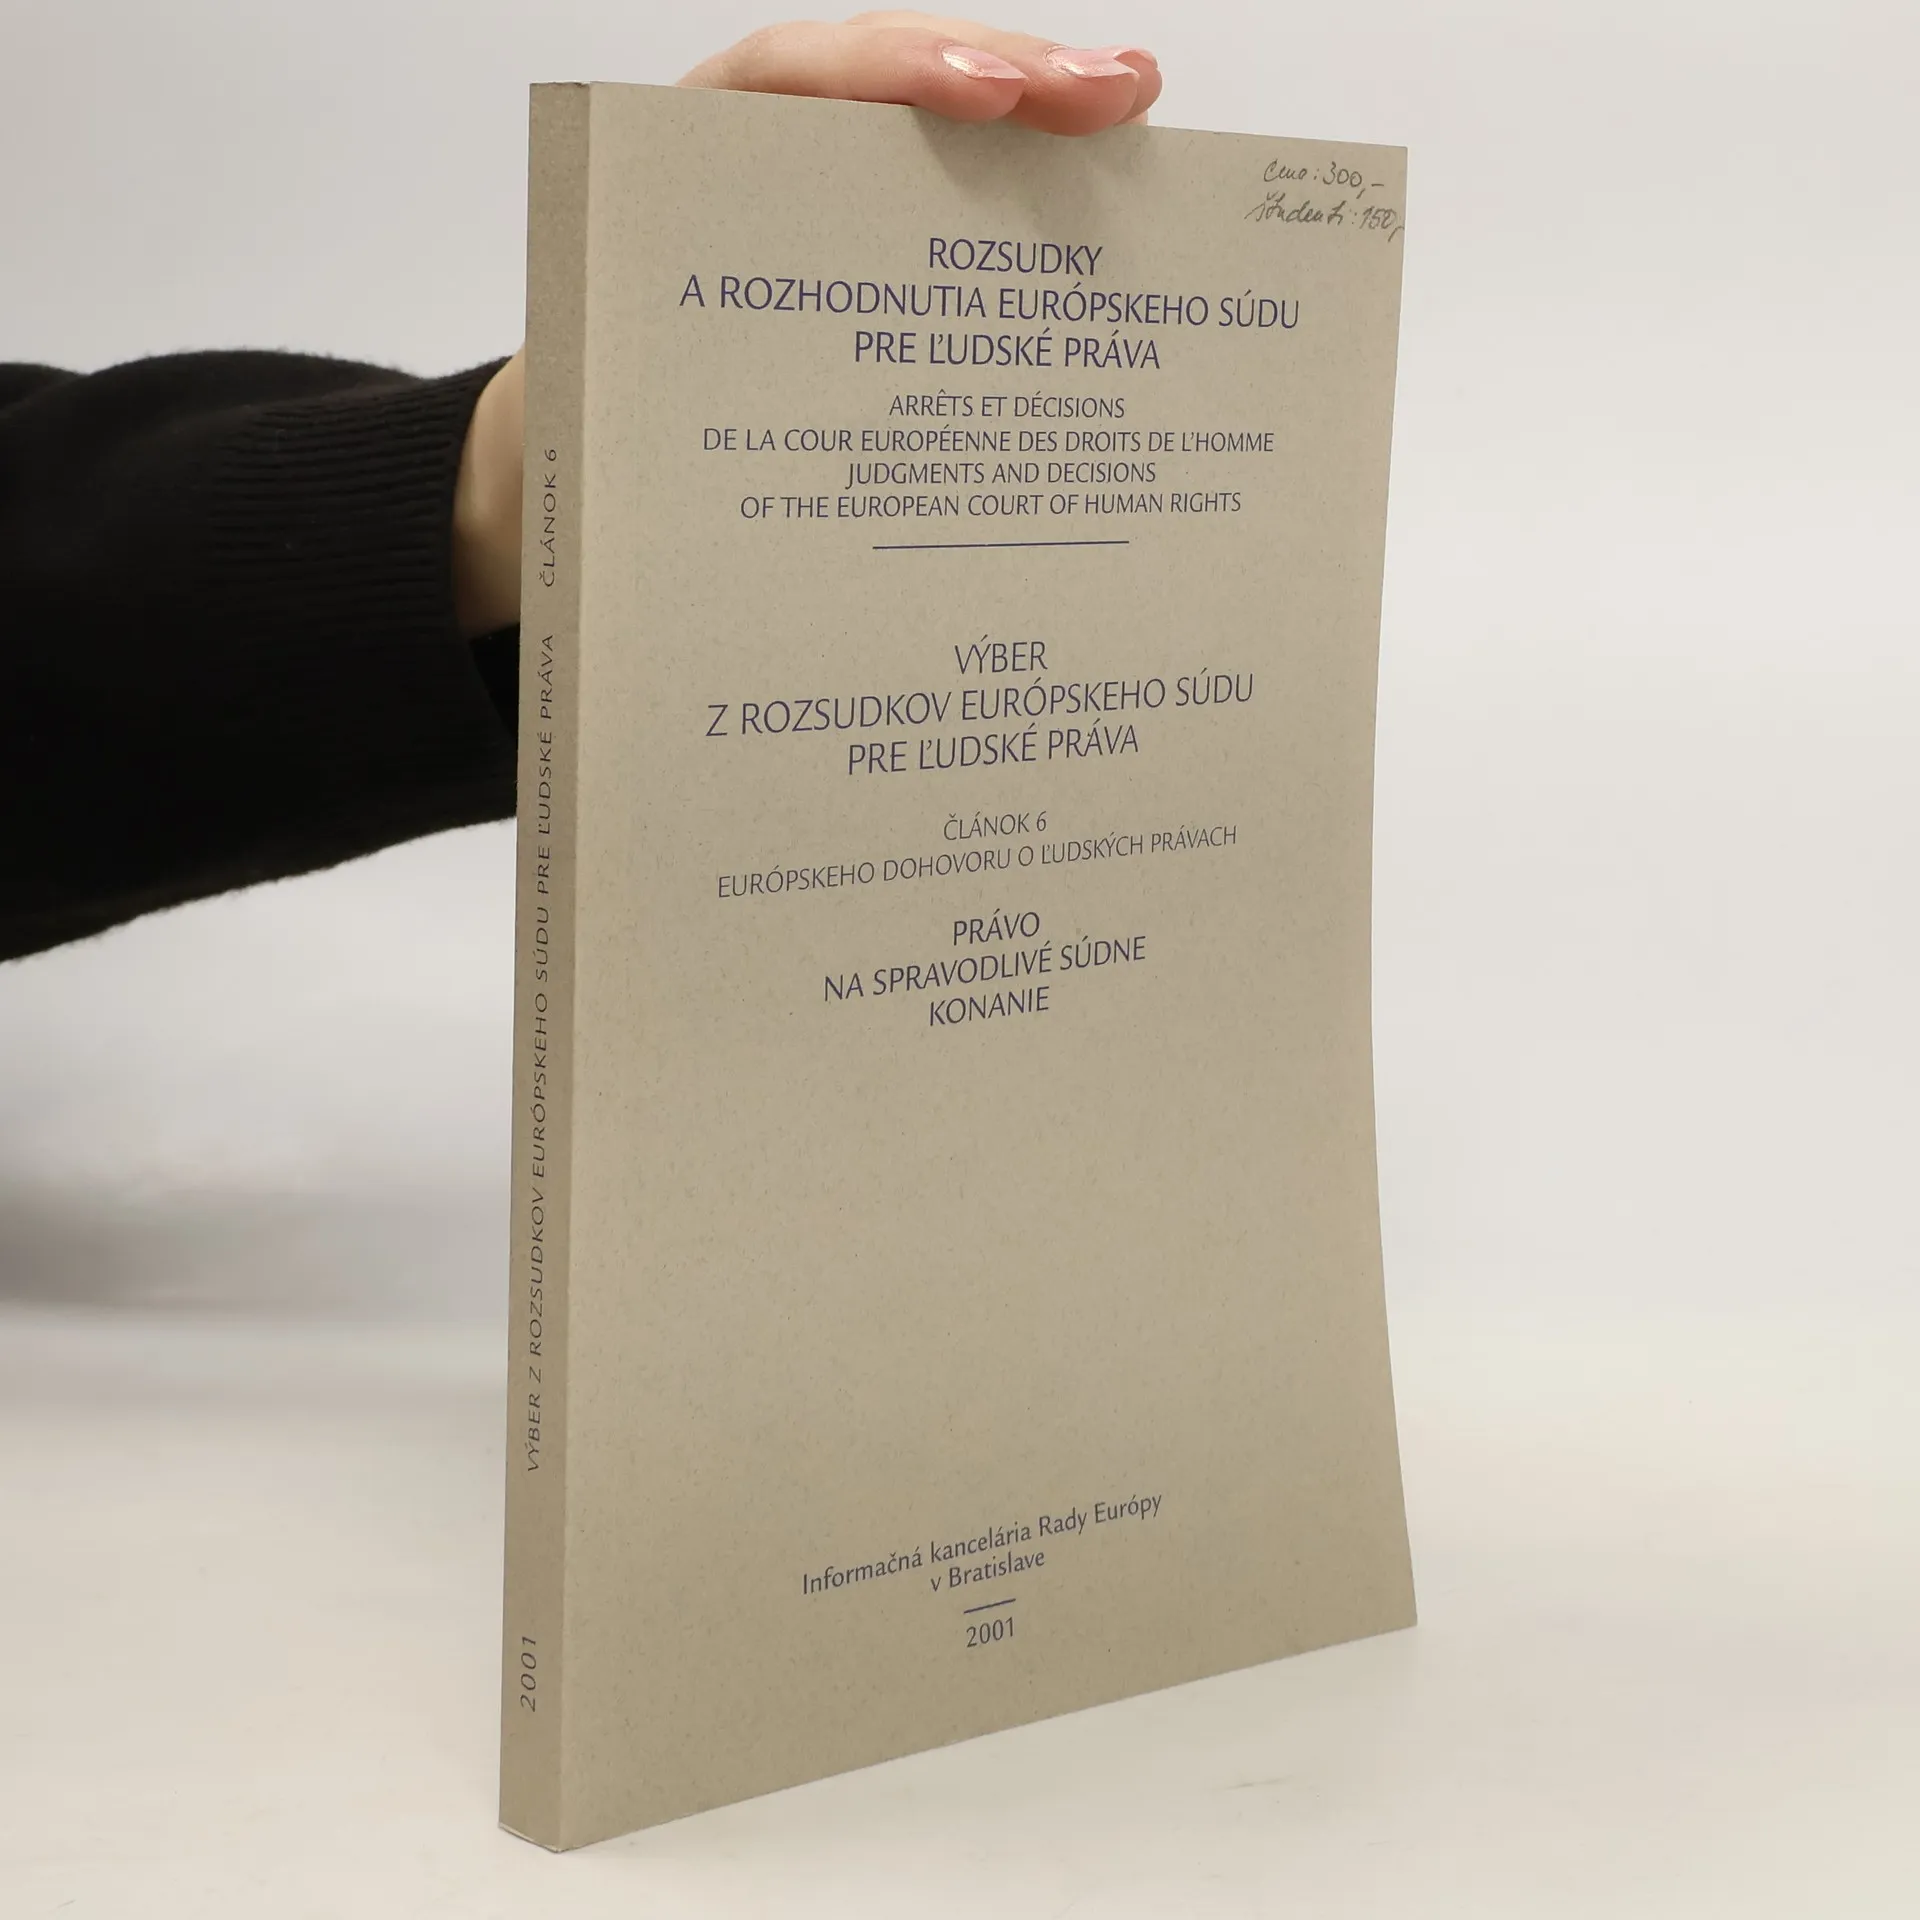 Cena: 300,-
študenti: 150,-
ROZSUDKY
A ROZHODNUTIA EURÓPSKEHO SÚDU
PRE ĽUDSKÉ PRÁVA
ARRÊTS ET DÉCISIONS
DE LA COUR EUROPÉENNE DES DROITS DE L'HOMME
JUDGMENTS AND DECISIONS
OF THE EUROPEAN COURT OF HUMAN RIGHTS
VÝBER
Z ROZSUDKOV EURÓPSKEHO SÚDU
PRE ĽUDSKÉ PRÁVA
ČLÁNOK 6
EURÓPSKEHO DOHOVORU O ĽUDSKÝCH PRÁVACH
PRÁVO
NA SPRAVODLIVÉ SÚDNE
KONANIE
Informačná kancelária Rady Európy
v Bratislave
2001
2001 VÝBER Z ROZSUDKOV EURÓPSKEHO SÚDU PRE ĽUDSKÉ PRÁVA ČLÁNOK 6